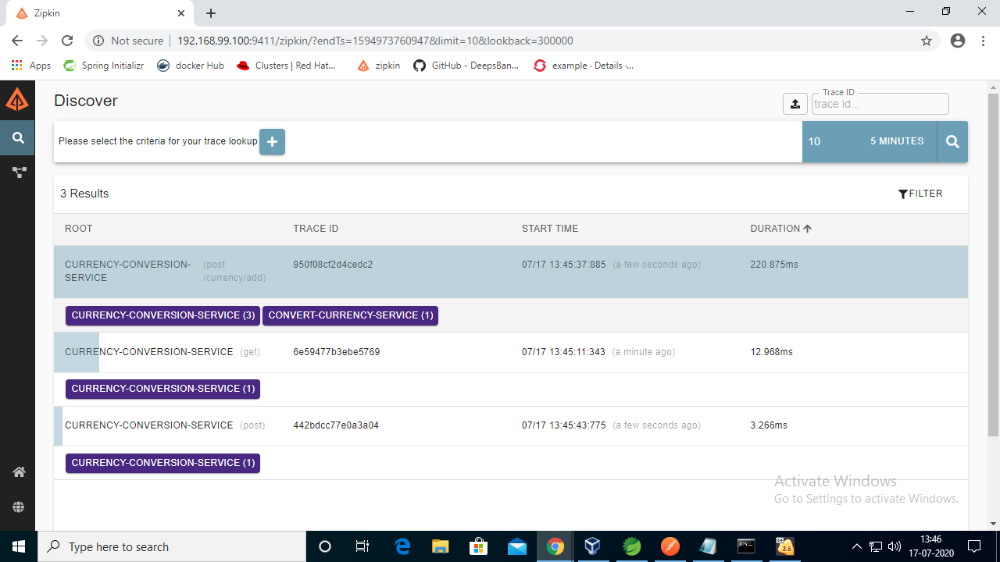 Zipkin
Not secure
192.168.99.100:9411/zipkin/?endTs=1594973760947&limit=10&lookback=300000
Apps
Spring Initializr
docker Hub
Clusters | Red Hat...
zipkin
GitHub - DeepsBan...
example · Details ·...
Discover
Trace ID
trace id...
Please select the criteria for your trace lookup
10
5 MINUTES
3 Results
FILTER
ROOT TRACE ID START TIME DURATION
CURRENCY-CONVERSION-SERVICE (post /currency/add) 950f08cf2d4cedc2 07/17 13:45:37:885 (a few seconds ago) 220.875ms
CURRENCY-CONVERSION-SERVICE (3) CONVERT-CURRENCY-SERVICE (1)
CURRENCY-CONVERSION-SERVICE (get) 6e59477b3ebe5769 07/17 13:45:11:343 (a minute ago) 12.968ms
CURRENCY-CONVERSION-SERVICE (1)
CURRENCY-CONVERSION-SERVICE (post) 442bdcc77e0a3a04 07/17 13:45:43:775 (a few seconds ago) 3.266ms
CURRENCY-CONVERSION-SERVICE (1)
Activate Windows
Go to Settings to activate Windows.
Type here to search
64
2.6
13:46
17-07-2020